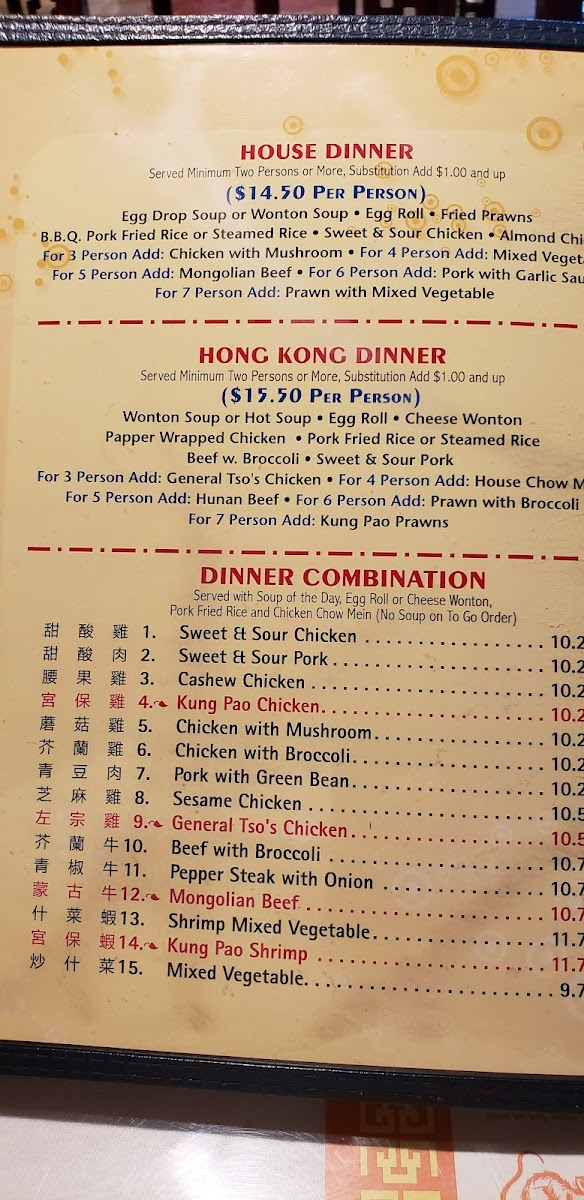 HOUSE DINNER
Served Minimum Two Persons or More, Substitution Add $1.00 and up
($14.50 PER PERSON)
Egg Drop Soup or Wonton Soup • Egg Roll • Fried Prawns
B.B.Q. Pork Fried Rice or Steamed Rice • Sweet & Sour Chicken • Almond Chi
For 3 Person Add: Chicken with Mushroom • For 4 Person Add: Mixed Veget
For 5 Person Add: Mongolian Beef • For 6 Person Add: Pork with Garlic Sau
For 7 Person Add: Prawn with Mixed Vegetable
HONG KONG DINNER
Served Minimum Two Persons or More, Substitution Add $1.00 and up
($15.50 PER PERSON)
Wonton Soup or Hot Soup • Egg Roll • Cheese Wonton
Papper Wrapped Chicken • Pork Fried Rice or Steamed Rice
Beef w. Broccoli • Sweet & Sour Pork
For 3 Person Add: General Tso's Chicken • For 4 Person Add: House Chow M
For 5 Person Add: Hunan Beef • For 6 Person Add: Prawn with Broccoli
For 7 Person Add: Kung Pao Prawns
DINNER COMBINATION
Served with Soup of the Day, Egg Roll or Cheese Wonton,
Pork Fried Rice and Chicken Chow Mein (No Soup on To Go Order)
甜酸雞 1. Sweet & Sour Chicken 10.2
甜酸肉 2. Sweet & Sour Pork 10.2
腰果雞 3. Cashew Chicken 10.2
宮保雞 4. Kung Pao Chicken 10.2
蘑菇雞 5. Chicken with Mushroom 10.2
芥蘭雞 6. Chicken with Broccoli 10.2
青豆肉 7. Pork with Green Bean 10.2
芝麻雞 8. Sesame Chicken 10.5
左宗雞 9. General Tso's Chicken 10.5
芥蘭牛 10. Beef with Broccoli 10.7
青椒牛 11. Pepper Steak with Onion 10.7
蒙古牛 12. Mongolian Beef 10.7
什菜蝦 13. Shrimp Mixed Vegetable 11.7
宮保蝦 14. Kung Pao Shrimp 11.7
炒什菜 15. Mixed Vegetable 9.7